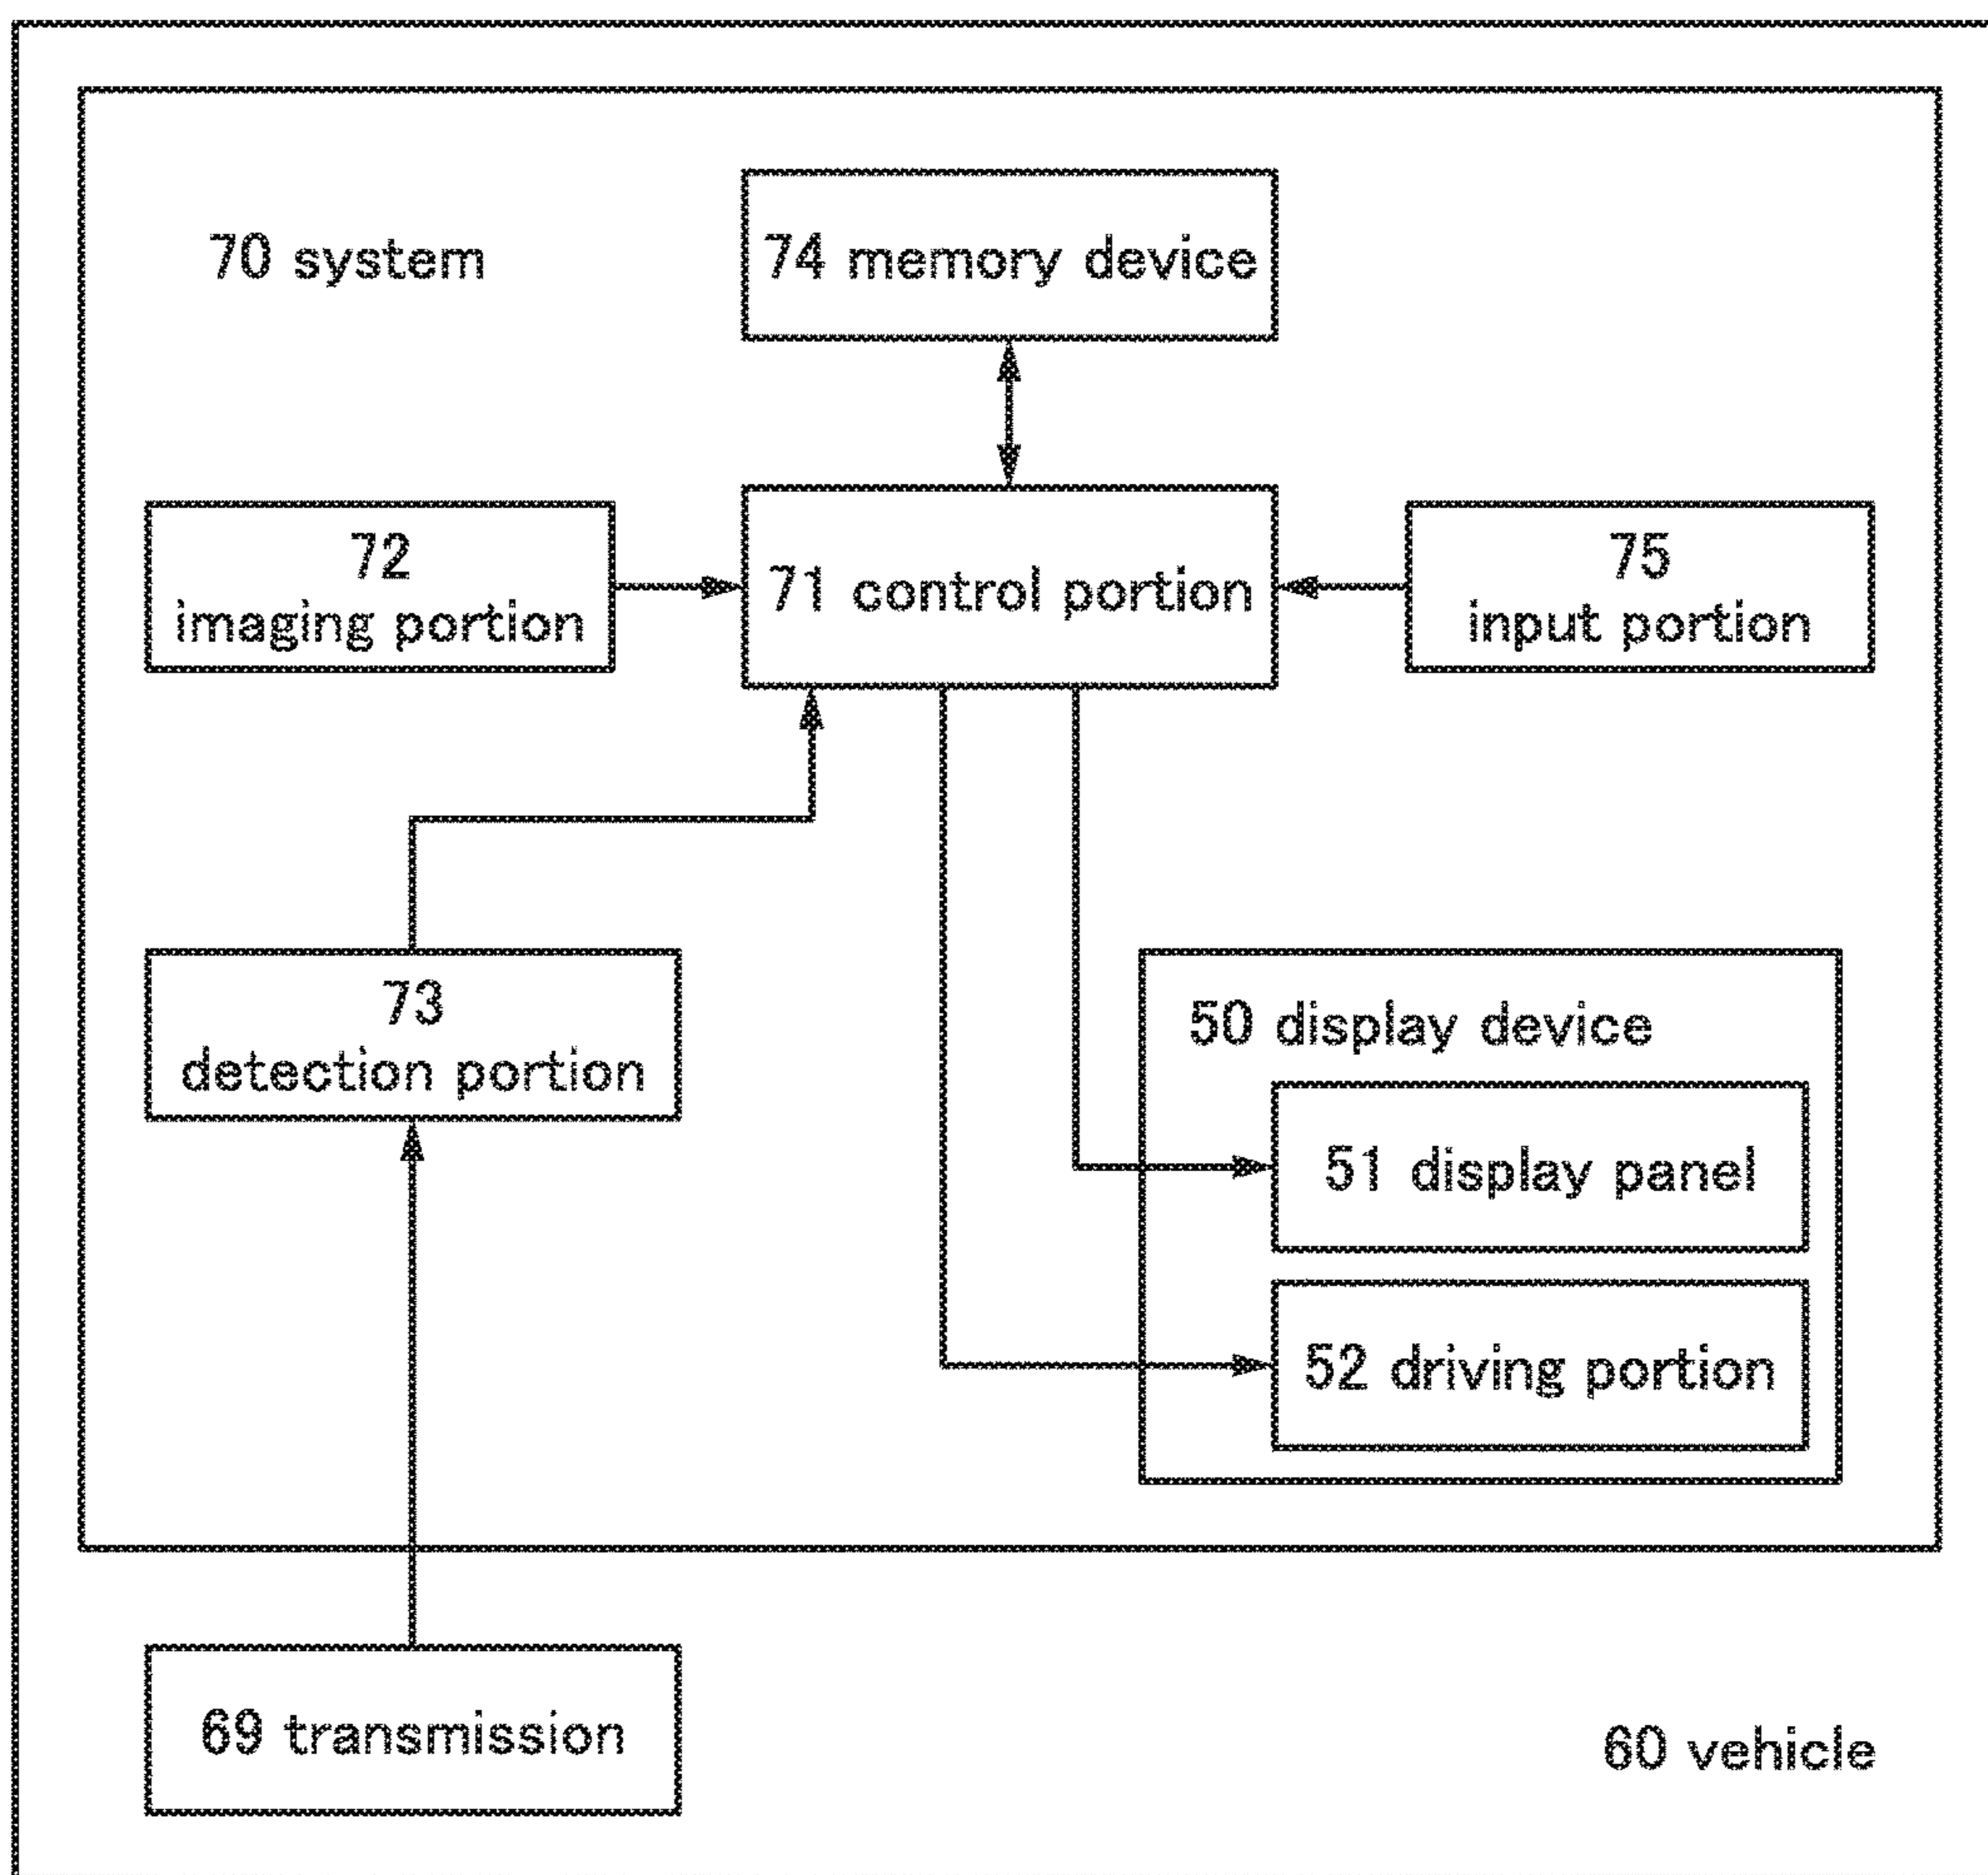 70 system
74 memory device
72
imaging portion
71 control portion
75
input portion
73
detection portion
50 display device
51 display panel
52 driving portion
69 transmission
60 vehicle